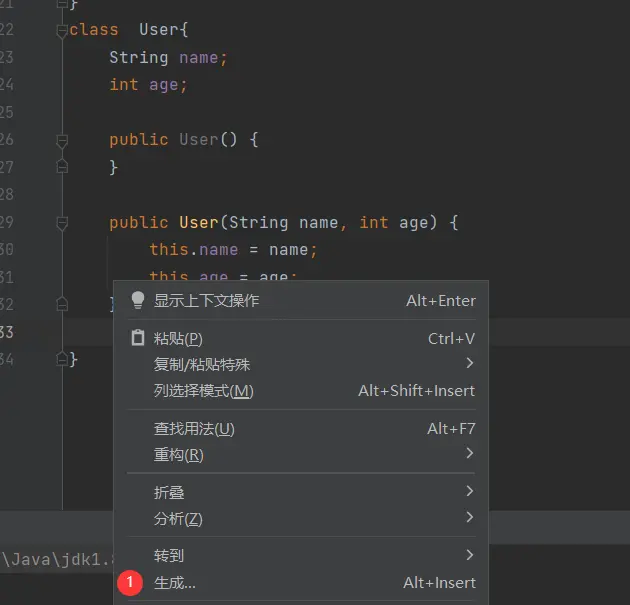 21 }
22 class User{
23 String name;
24 int age;
25
26 public User() {
27 }
28
29 public User(String name, int age) {
30 this.name = name;
31 this.age = age;
32 }
显示上下文操作 Alt+Enter
33
粘贴(P) Ctrl+V
34 }
复制/粘贴特殊
列选择模式(M) Alt+Shift+Insert
查找用法(U) Alt+F7
重构(R)
折叠
分析(Z)
\Java\jdk1.8
转到
1 生成... Alt+Insert